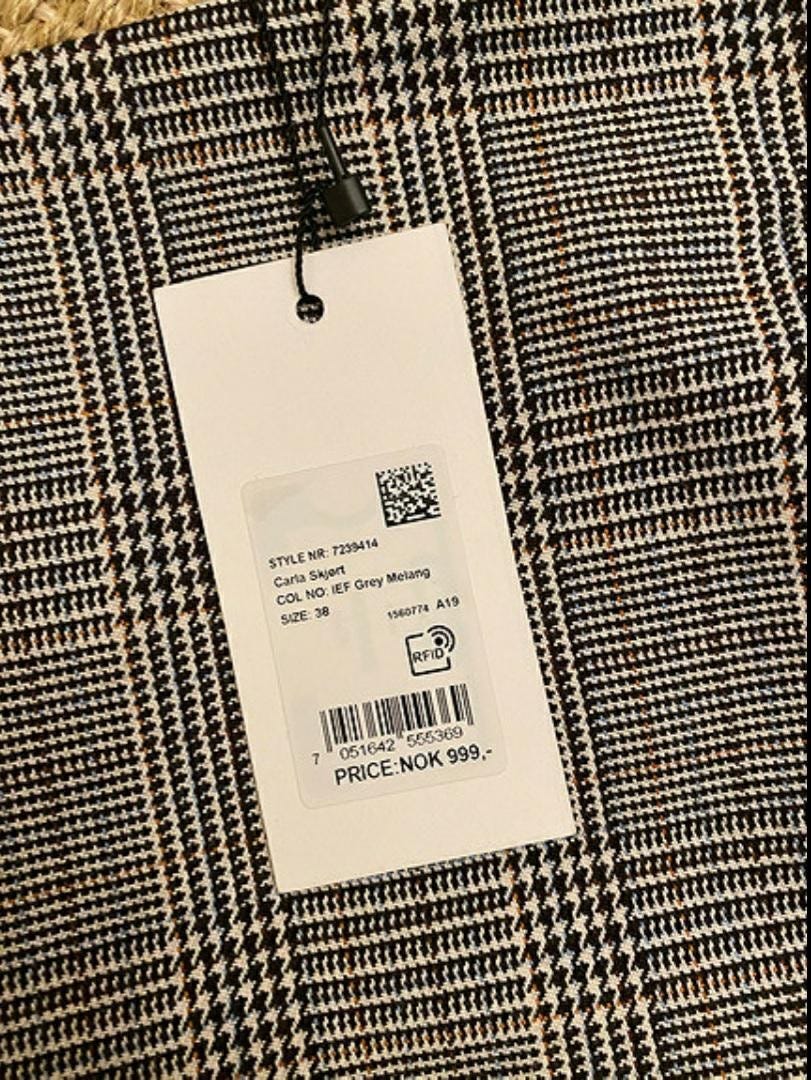 STYLE NR: 7239414
Carla Skjørt
COL NO: IEF Grey Melang
SIZE: 38
1560774 A19
RFID
7 051642 555369
PRICE:NOK 999,-